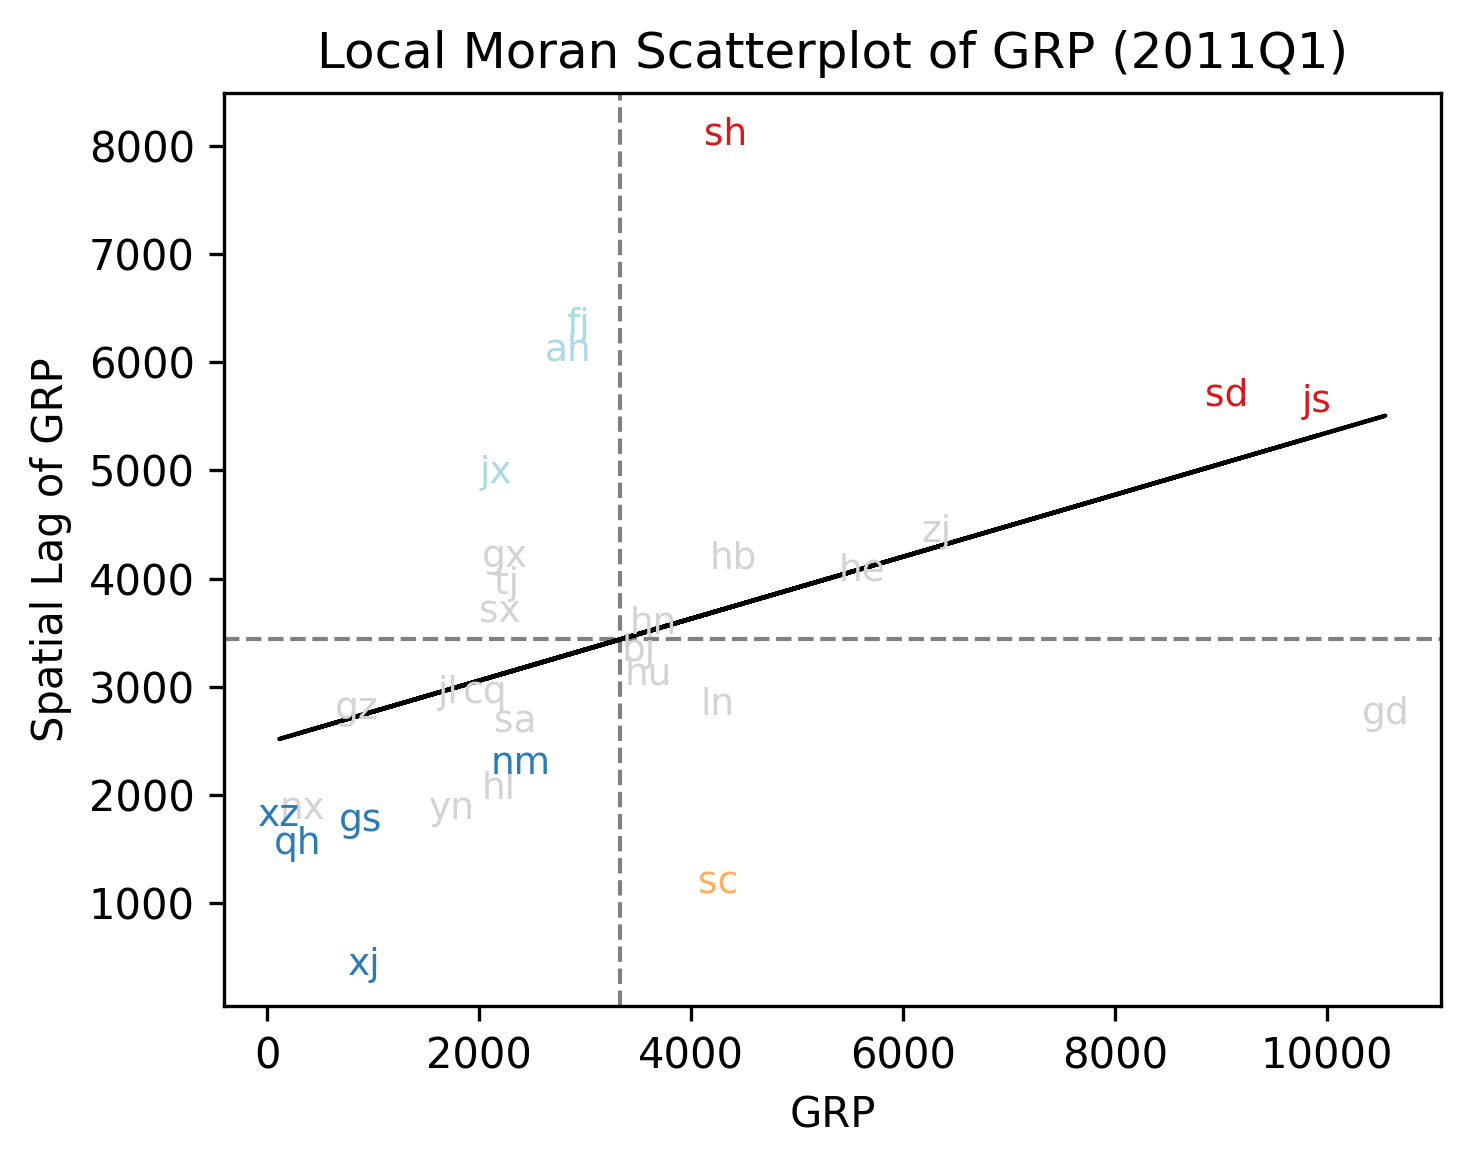 Local Moran Scatterplot of GRP (2011Q1)
sh
8000
7000
fj
ah
6000
sd
js
5000
jx
zj
gx
hb
he
4000
tj
sx
hn
bj
hu
3000
jl
cq
gz
ln
sa
gd
nm
hl
2000
xz
nx
gs
yn
qh
sc
1000
xj
Spatial Lag of GRP
0
2000
4000
6000
8000
10000
GRP